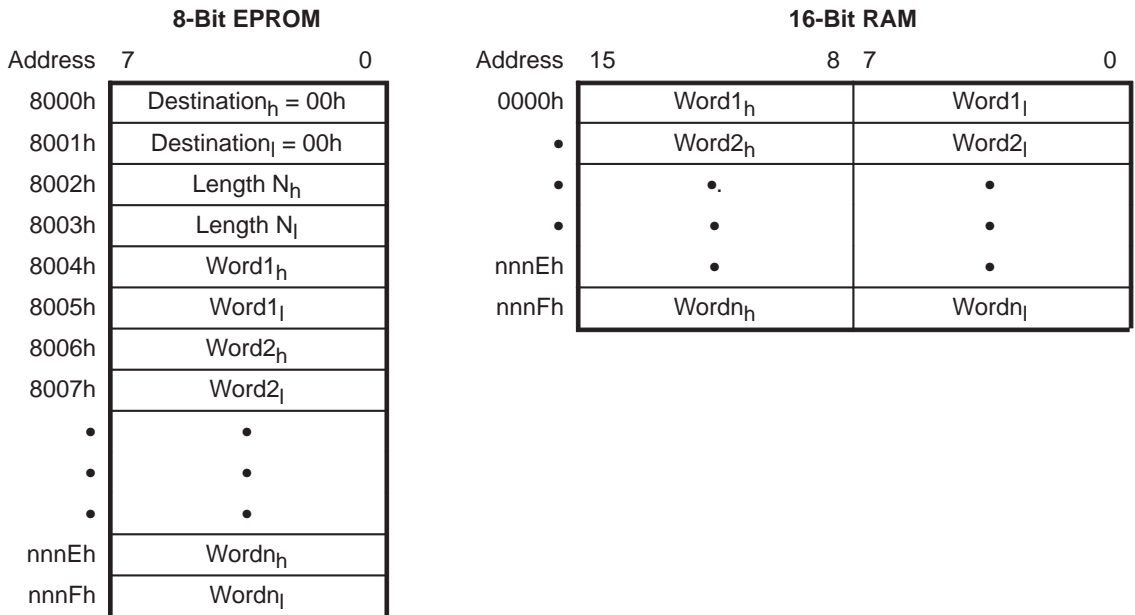 8-Bit EPROM
Address 7 0
8000h Destinationh = 00h
8001h Destinationl = 00h
8002h Length Nh
8003h Length Nl
8004h Word1h
8005h Word1l
8006h Word2h
8007h Word2l
• •
• •
• •
nnnEh Wordnh
nnnFh Wordnl
16-Bit RAM
Address 15 8 7 0
0000h Word1h Word1l
• Word2h Word2l
• •. •
• • •
nnnEh • •
nnnFh Wordnh Wordnl